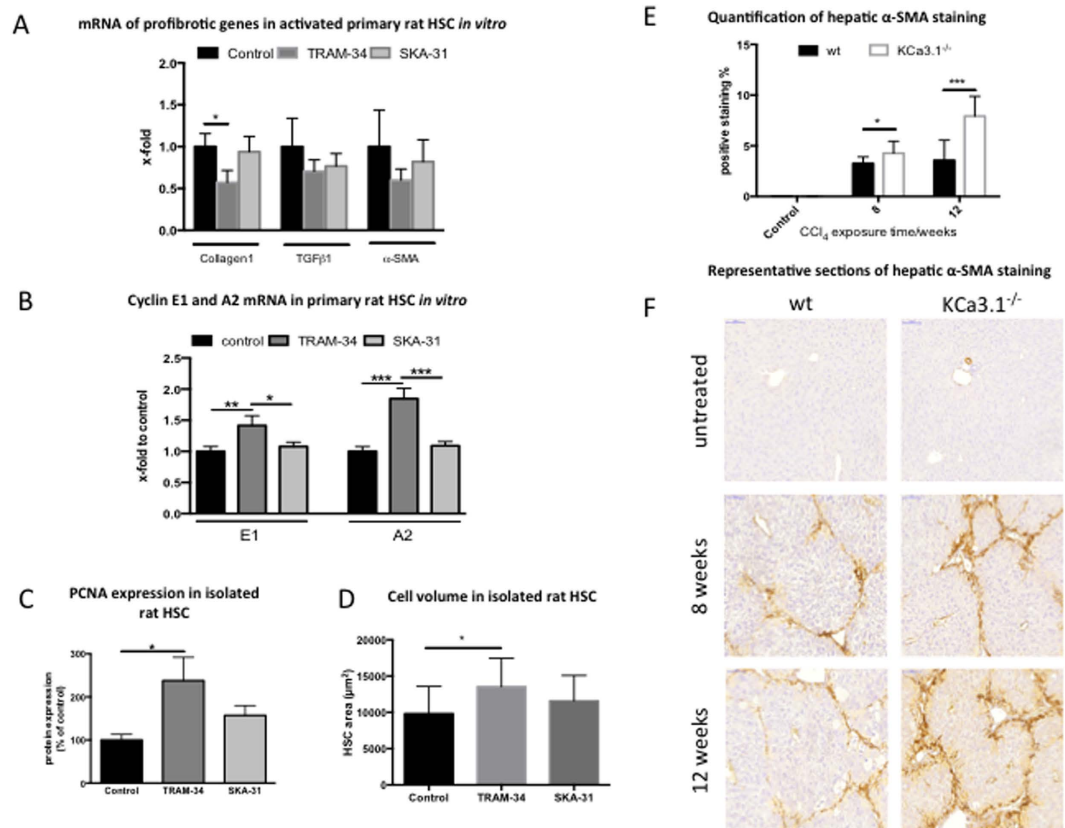 A
mRNA of profibrotic genes in activated primary rat HSC in vitro
Control TRAM-34 SKA-31
2.0
1.5
1.0
0.5
0.0
x-fold
*
Collagen1 TGFβ1 α-SMA
B
Cyclin E1 and A2 mRNA in primary rat HSC in vitro
control TRAM-34 SKA-31
2.5
2.0
1.5
1.0
0.5
0.0
x-fold to control
** * *** ***
E1 A2
C
PCNA expression in isolated
rat HSC
300
200
100
0
protein expression
(% of control)
*
Control TRAM-34 SKA-31
D
Cell volume in isolated rat HSC
20000
15000
10000
5000
0
HSC area (µm²)
*
Control TRAM-34 SKA-31
E
Quantification of hepatic α-SMA staining
wt KCa3.1-/-
15
10
5
0
positive staining %
* ***
Control 8 12
CCl4 exposure time/weeks
Representative sections of hepatic α-SMA staining
F
wt KCa3.1-/-
untreated
8 weeks
12 weeks